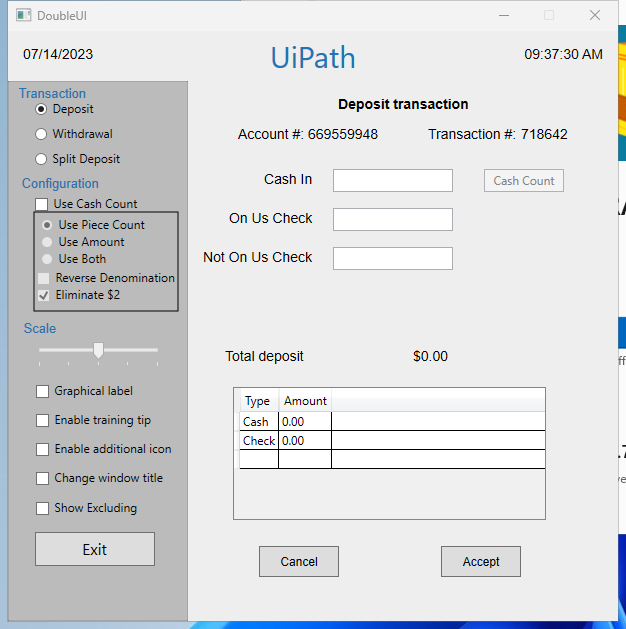 DoubleUI
07/14/2023
UiPath
09:37:30 AM
Transaction
Deposit
Withdrawal
Split Deposit
Configuration
Use Cash Count
Use Piece Count
Use Amount
Use Both
Reverse Denomination
Eliminate $2
Scale
Graphical label
Enable training tip
Enable additional icon
Change window title
Show Excluding
Exit
Deposit transaction
Account #: 669559948 Transaction #: 718642
Cash In
Cash Count
On Us Check
Not On Us Check
Total deposit $0.00
Type Amount
Cash 0.00
Check 0.00
Cancel Accept